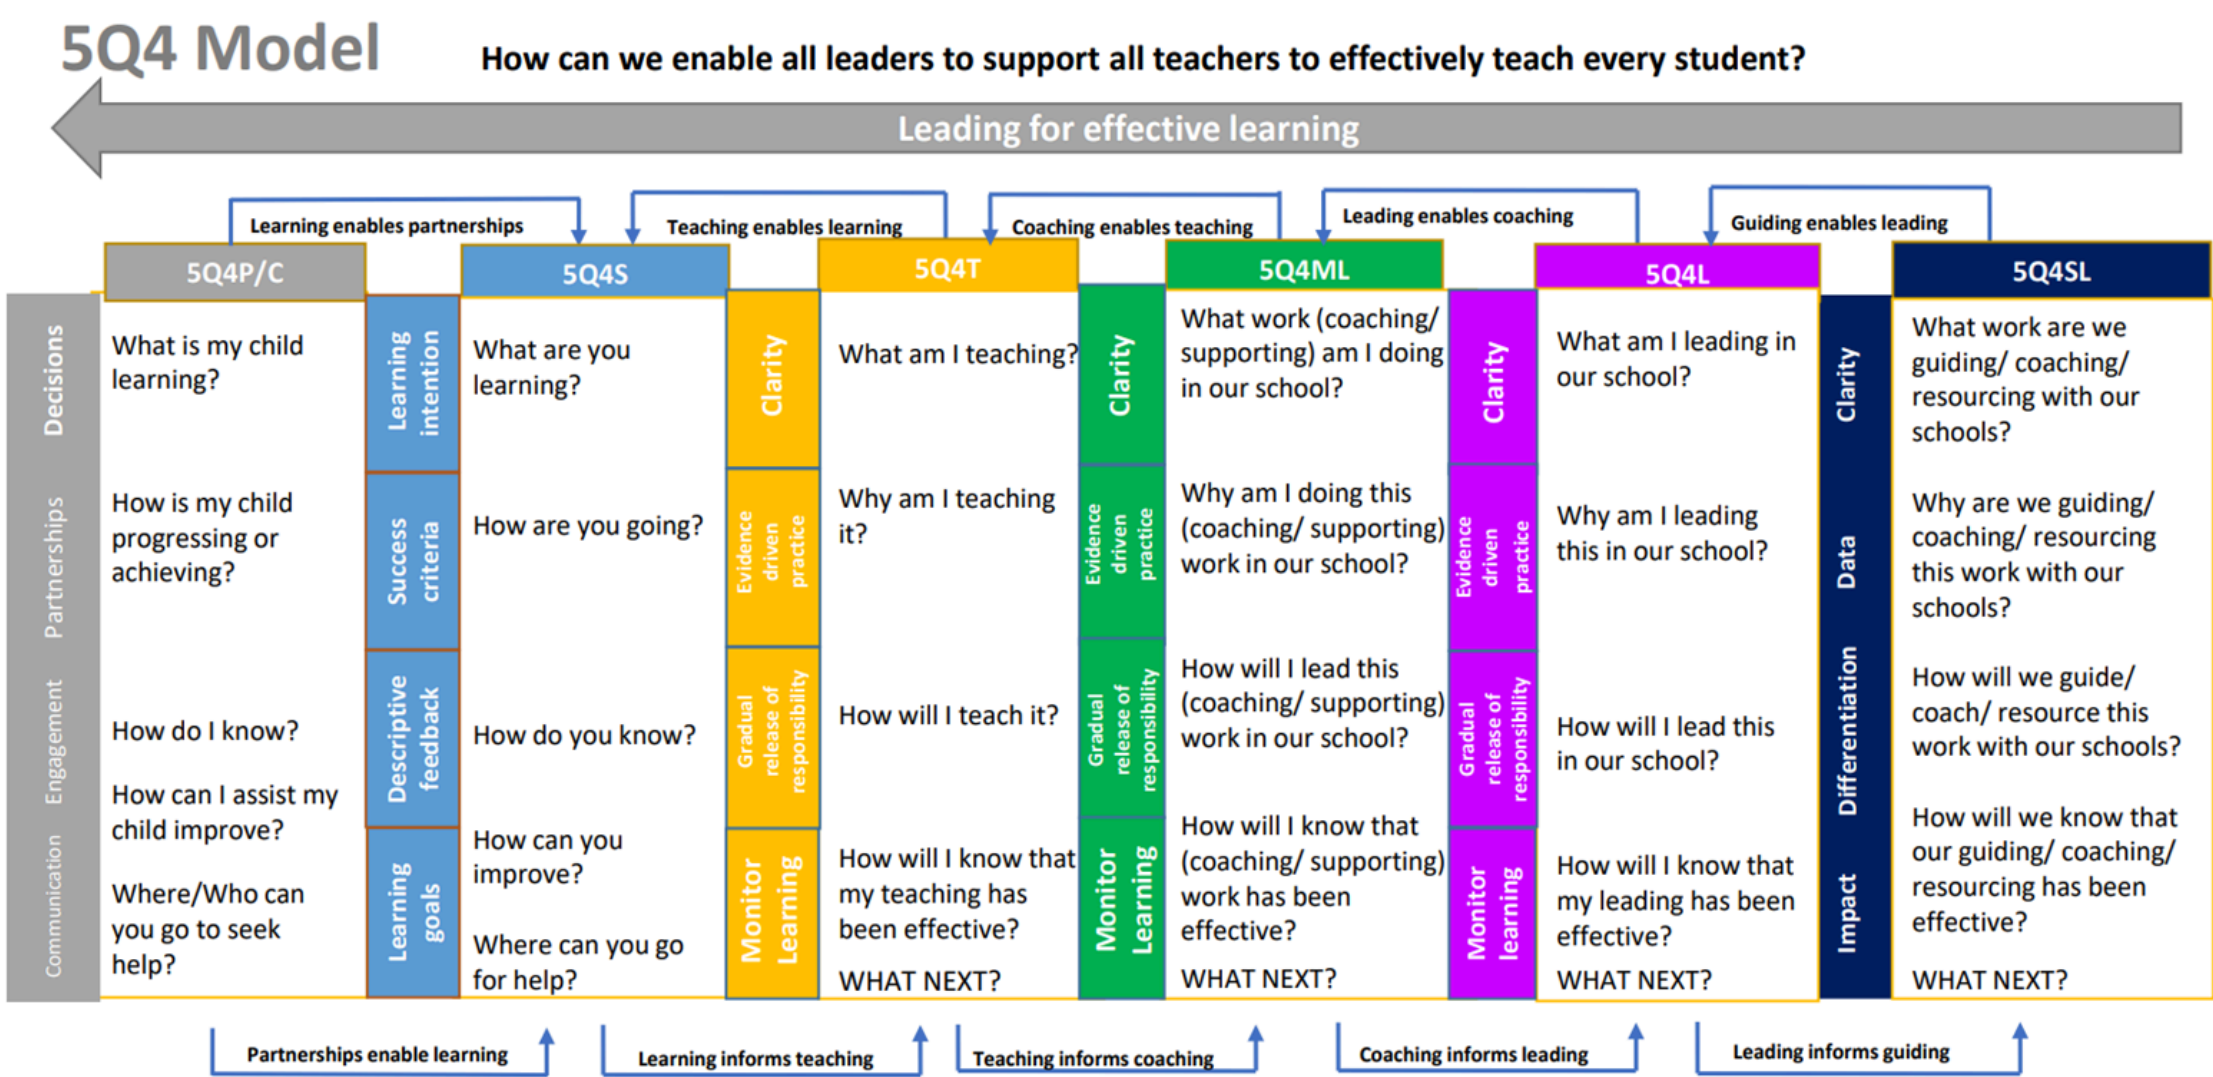 5Q4 Model
How can we enable all leaders to support all teachers to effectively teach every student?
Leading for effective learning
Learning enables partnerships
Teaching enables learning
Coaching enables teaching
Leading enables coaching
Guiding enables leading
Decisions
Partnerships
Engagement
Communication
5Q4P/C
What is my child
learning?
How is my child
progressing or
achieving?
How do I know?
How can I assist my
child improve?
Where/Who can
you go to seek
help?
Learning
intention
Success
criteria
Descriptive
feedback
Learning
goals
5Q4S
What are you
learning?
How are you going?
How do you know?
How can you
improve?
Where can you go
for help?
Clarity
Evidence
driven
practice
Gradual
release of
responsibility
Monitor
Learning
5Q4T
What am I teaching?
Why am I teaching
it?
How will I teach it?
How will I know that
my teaching has
been effective?
WHAT NEXT?
Clarity
Evidence
driven
practice
Gradual
release of
responsibility
Monitor
Learning
5Q4ML
What work (coaching/
supporting) am I doing
in our school?
Why am I doing this
(coaching/ supporting)
work in our school?
How will I lead this
(coaching/ supporting)
work in our school?
How will I know that
(coaching/ supporting)
work has been
effective?
WHAT NEXT?
Clarity
Evidence
driven
practice
Gradual
release of
responsibility
Monitor
learning
5Q4L
What am I leading in
our school?
Why am I leading
this in our school?
How will I lead this
in our school?
How will I know that
my leading has been
effective?
WHAT NEXT?
Clarity
Data
Differentiation
Impact
5Q4SL
What work are we
guiding/ coaching/
resourcing with our
schools?
Why are we guiding/
coaching/ resourcing
this work with our
schools?
How will we guide/
coach/ resource this
work with our schools?
How will we know that
our guiding/ coaching/
resourcing has been
effective?
WHAT NEXT?
Partnerships enable learning
Learning informs teaching
Teaching informs coaching
Coaching informs leading
Leading informs guiding